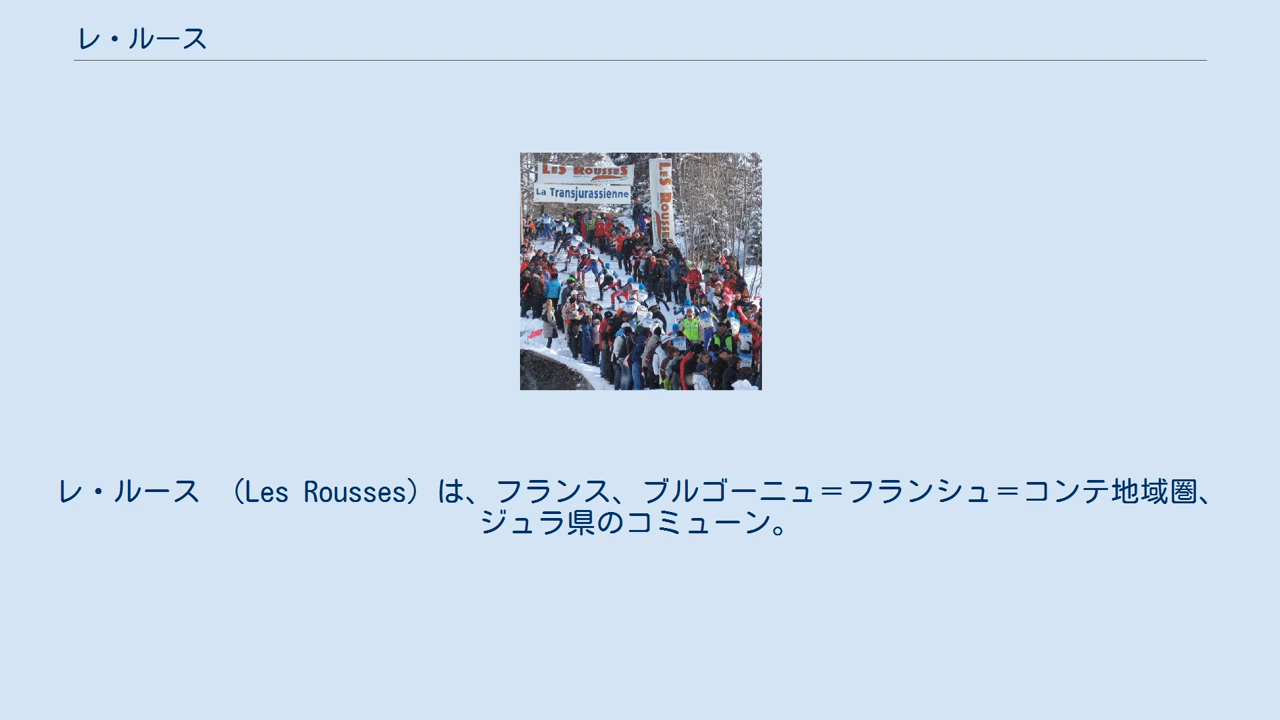 レ・ルース
LES ROUSSES
La Transjurassienne
LES ROUSSES
レ・ルース （Les Rousses）は、フランス、ブルゴーニュ＝フランシュ＝コンテ地域圏、
ジュラ県のコミューン。